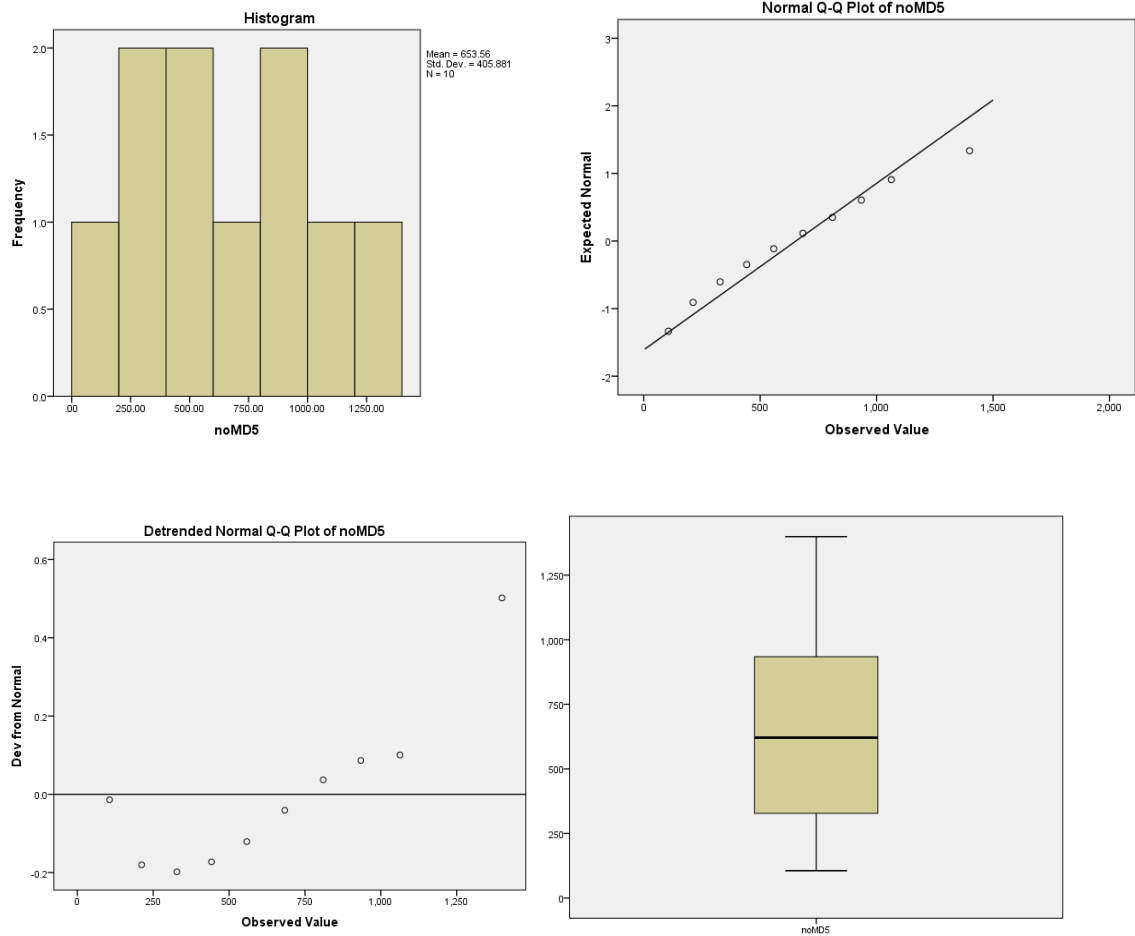 Histogram
Mean = 653.56
Std. Dev. = 405.881
N = 10
2.0
1.5
1.0
0.5
0.0
Frequency
.00 250.00 500.00 750.00 1000.00 1250.00
noMD5
Normal Q-Q Plot of noMD5
3
2
1
0
-1
-2
Expected Normal
0 500 1,000 1,500 2,000
Observed Value
Detrended Normal Q-Q Plot of noMD5
0.6
0.4
0.2
0.0
-0.2
Dev from Normal
0 250 500 750 1,000 1,250
Observed Value
1,250
1,000
750
500
250
0
noMD5